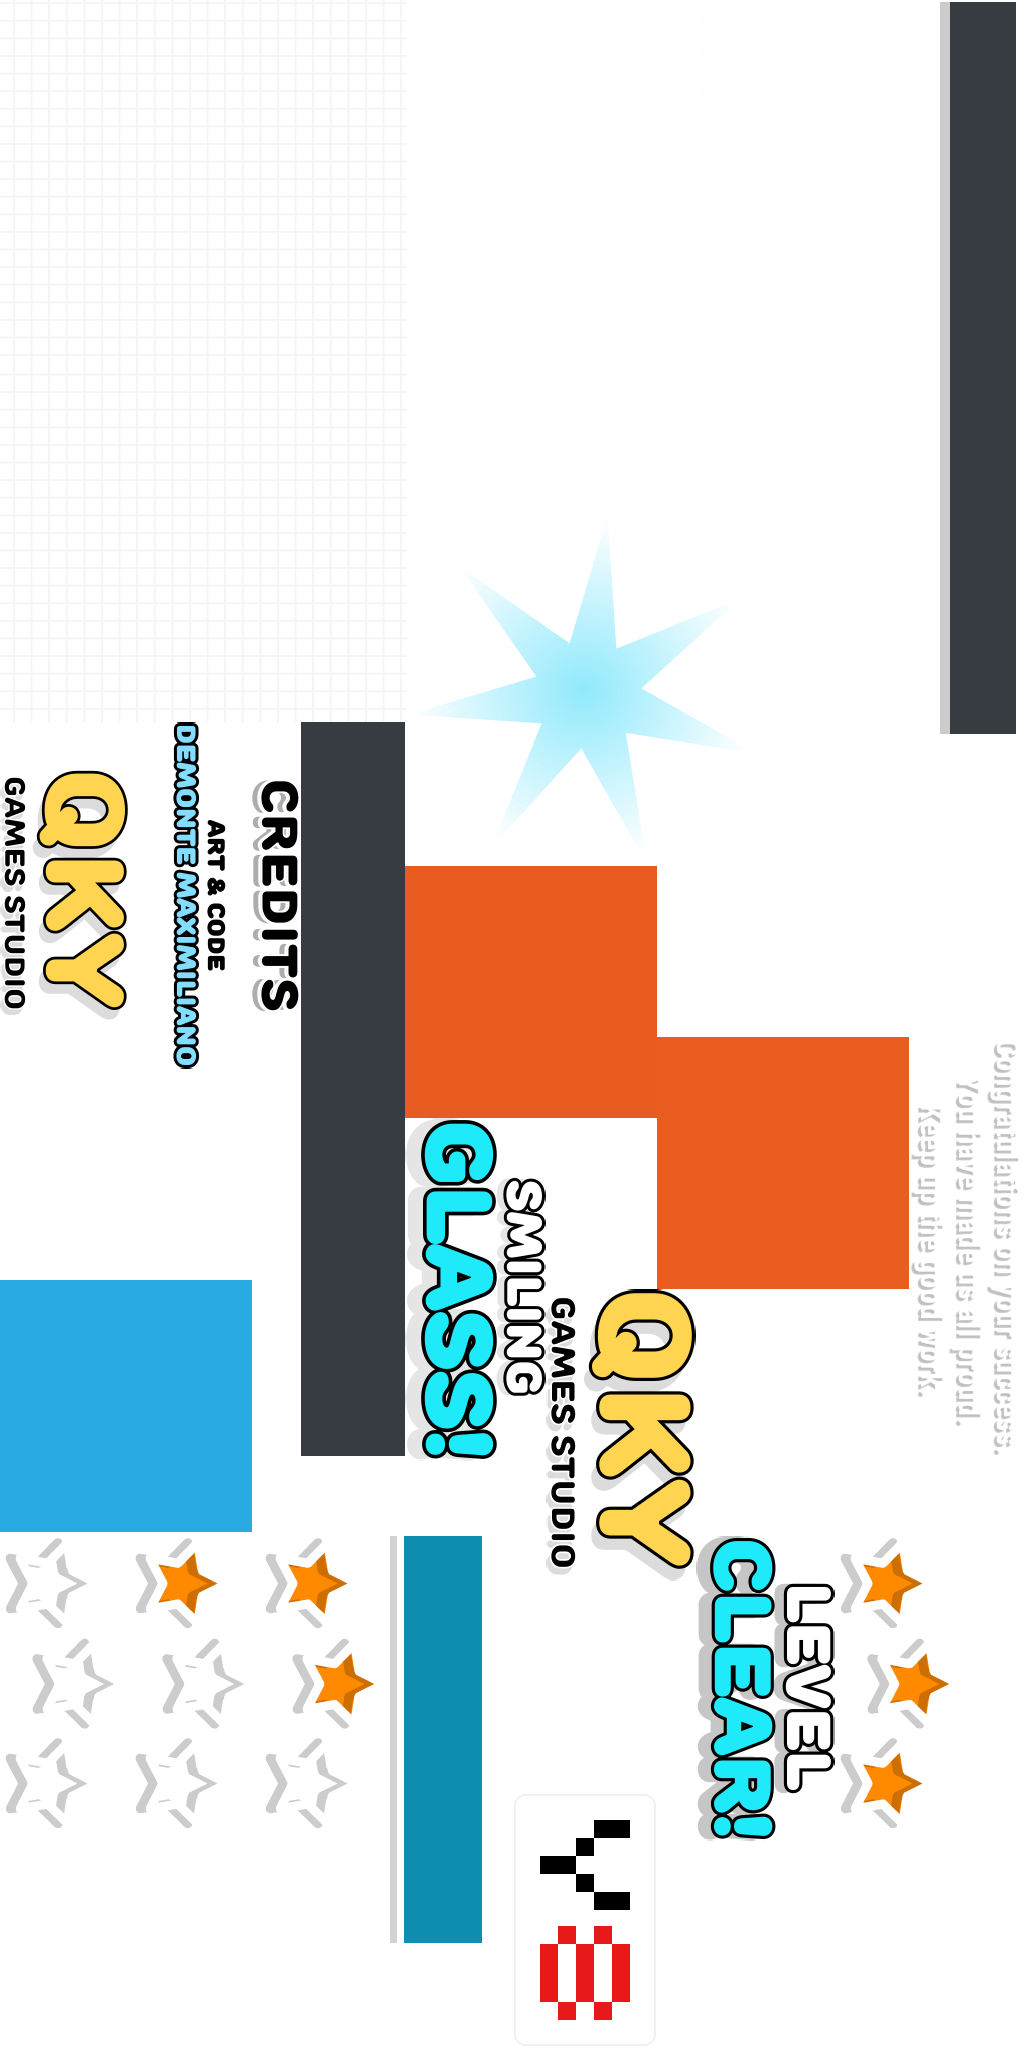 CREDITS
ART & CODE
DEMONTE MAXIMILIANO
QKY
GAMES STUDIO
Congratulations on your success.
You have made us all proud.
Keep up the good work.
QKY
GAMES STUDIO
SMILING
GLASS!
LEVEL
CLEAR!
Y8